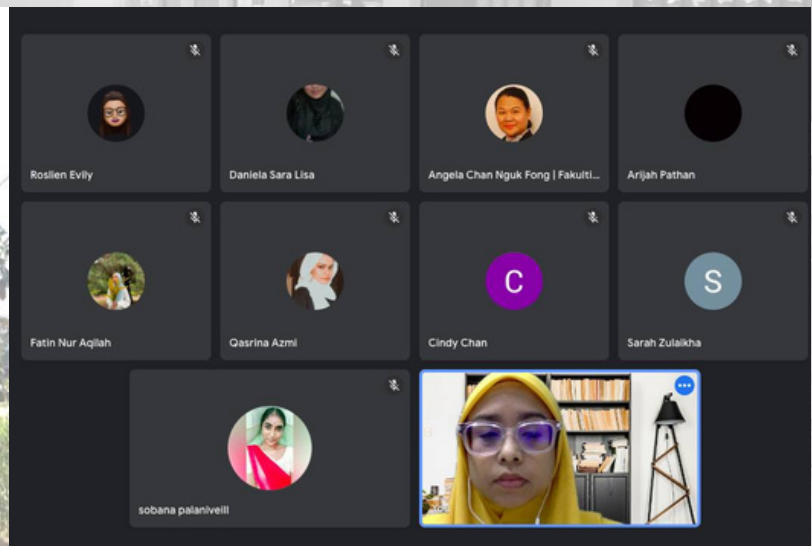 Roslien Evily
Daniela Sara Lisa
Angela Chan Nguk Fong | Fakulti...
Arijah Pathan
Fatin Nur Aqilah
Qasrina Azmi
C
Cindy Chan
S
Sarah Zulaikha
sobana palaniveill